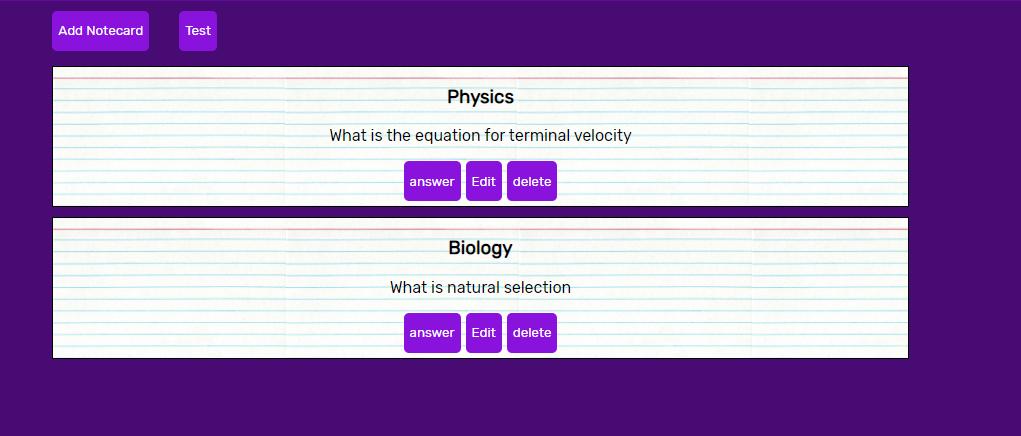 Add Notecard Test
Physics
What is the equation for terminal velocity
answer Edit delete
Biology
What is natural selection
answer Edit delete